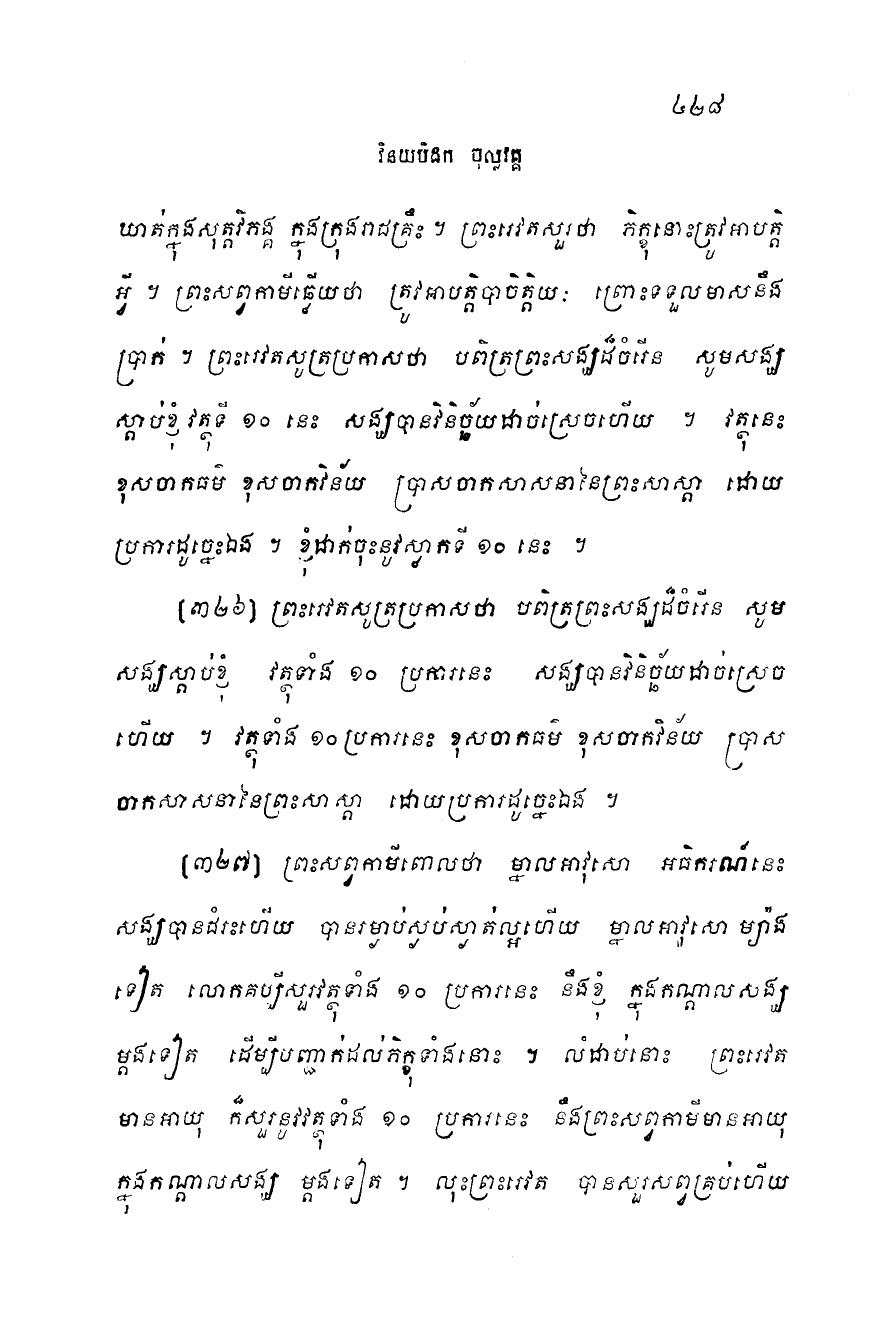 ៤២៨
វិនយបិដក ចុល្លវគ្គ
ឃាត់ក្នុងសុត្តវិភង្គ ក្នុងក្រុងរាជគ្រឹះ ។ ព្រះរេវតសួរថា ភិក្ខុនោះត្រូវអាបត្តិ
អ្វី ។ ព្រះសព្វកាមីឆ្លើយថា ត្រូវអាបត្តិបាចិត្តិយៈ ព្រោះទទួលមាសនឹង
ប្រាក់ ។ ព្រះរេវតសូត្រប្រកាសថា បពិត្រព្រះសង្ឃដ៏ចំរើន សូមសង្ឃ
ស្តាប់ខ្ញុំ វត្ថុទី ១០ នេះ សង្ឃបានវិនិច្ឆ័យដាច់ស្រេចហើយ ។ វត្ថុនេះ
ខុសចាកធម៌ ខុសចាកវិន័យ ប្រាសចាកសាសនានៃព្រះសាស្តា ដោយ
ប្រការដូច្នេះឯង ។ ខ្ញុំដាក់ចុះនូវស្លាកទី ១០ នេះ ។
[៣២៦] ព្រះរេវតសូត្រប្រកាសថា បពិត្រព្រះសង្ឃដ៏ចំរើន សូម
សង្ឃស្តាប់ខ្ញុំ វត្ថុទាំង ១០ ប្រការនេះ សង្ឃបានវិនិច្ឆ័យដាច់ស្រេច
ហើយ ។ វត្ថុទាំង ១០ ប្រការនេះ ខុសចាកធម៌ ខុសចាកវិន័យ ប្រាស
ចាកសាសនានៃព្រះសាស្តា ដោយប្រការដូច្នេះឯង ។
[៣២៧] ព្រះសព្វកាមីពោលថា ម្នាលអាវុសោ អធិករណ៍នេះ
សង្ឃបានជំរះហើយ បានរម្ងាប់ស្ងប់ស្ងាត់ល្អហើយ ម្នាលអាវុសោ ម្យ៉ាង
ទៀត លោកគប្បីសួរវត្ថុទាំង ១០ ប្រការនេះ នឹងខ្ញុំ ក្នុងកណ្តាលសង្ឃ
ម្តងទៀត ដើម្បីបញ្ជាក់ដល់ភិក្ខុទាំងនោះ ។ លំដាប់នោះ ព្រះរេវត
មានអាយុ ក៏សួរនូវវត្ថុទាំង ១០ ប្រការនេះ នឹងព្រះសព្វកាមីមានអាយុ
ក្នុងកណ្តាលសង្ឃ ម្តងទៀត ។ លុះព្រះរេវត បានសួរសព្វគ្រប់ហើយ